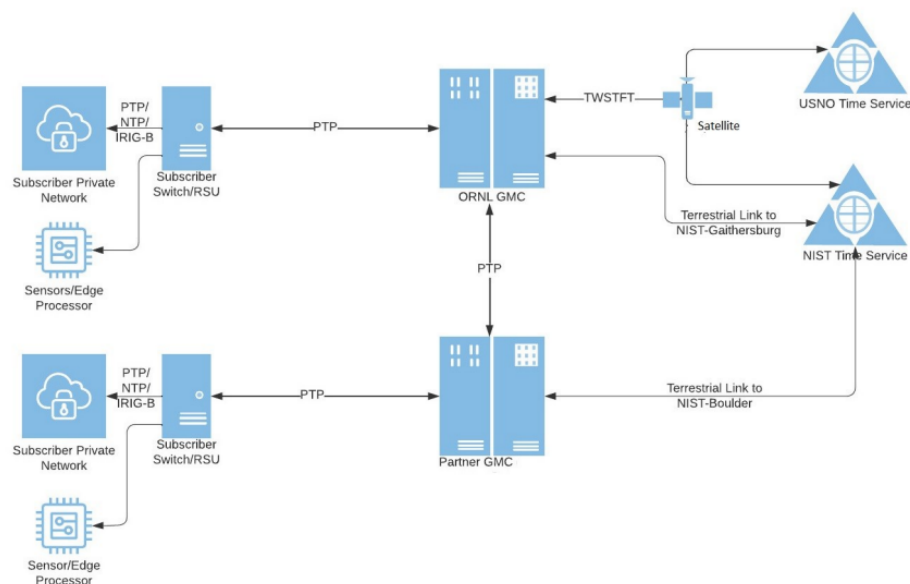 TWSTFT
USNO Time Service
Satellite
PTP/
NTP/
IRIG-B
PTP
Subscriber Private
Network
Subscriber
Switch/RSU
ORNL GMC
Terrestrial Link to
NIST-Gaithersburg
NIST Time Service
Sensors/Edge
Processor
PTP
PTP/
NTP/
IRIG-B
PTP
Terrestrial Link to
NIST-Boulder
Subscriber Private
Network
Subscriber
Switch/RSU
Partner GMC
Sensor/Edge
Processor